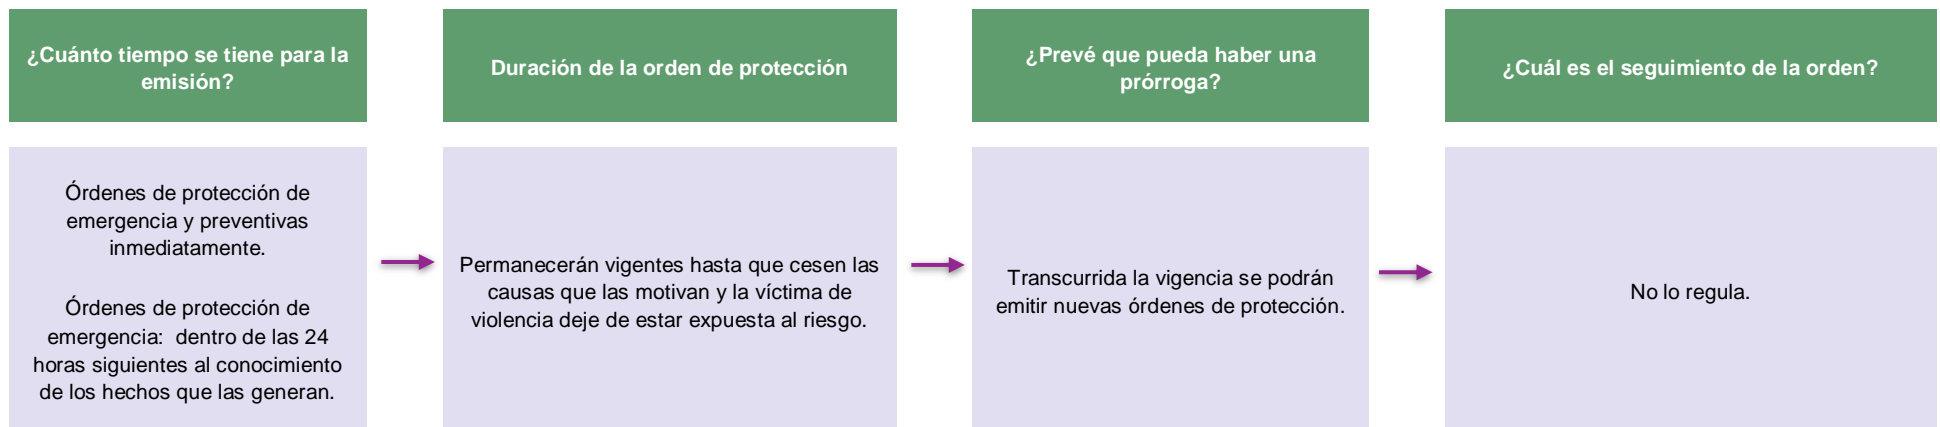 ¿Cuánto tiempo se tiene para la
emisión?
Duración de la orden de protección
¿Prevé que pueda haber una
prórroga?
¿Cuál es el seguimiento de la orden?
Órdenes de protección de
emergencia y preventivas
inmediatamente.
Órdenes de protección de
emergencia:  dentro de las 24
horas siguientes al conocimiento
de los hechos que las generan.
Permanecerán vigentes hasta que cesen las
causas que las motivan y la víctima de
violencia deje de estar expuesta al riesgo.
Transcurrida la vigencia se podrán
emitir nuevas órdenes de protección.
No lo regula.